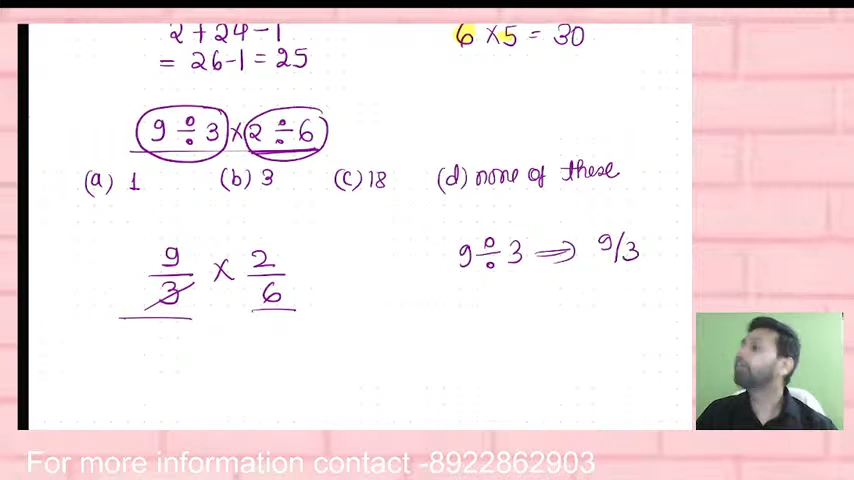 2 + 24 - 1
= 26 - 1 = 25
6 × 5 = 30
9 ÷ 3 × 2 ÷ 6
(a) 1 (b) 3 (c) 18 (d) none of these
9/3 × 2/6
9 ÷ 3 ⇒ 9/3
For more information contact -8922862903